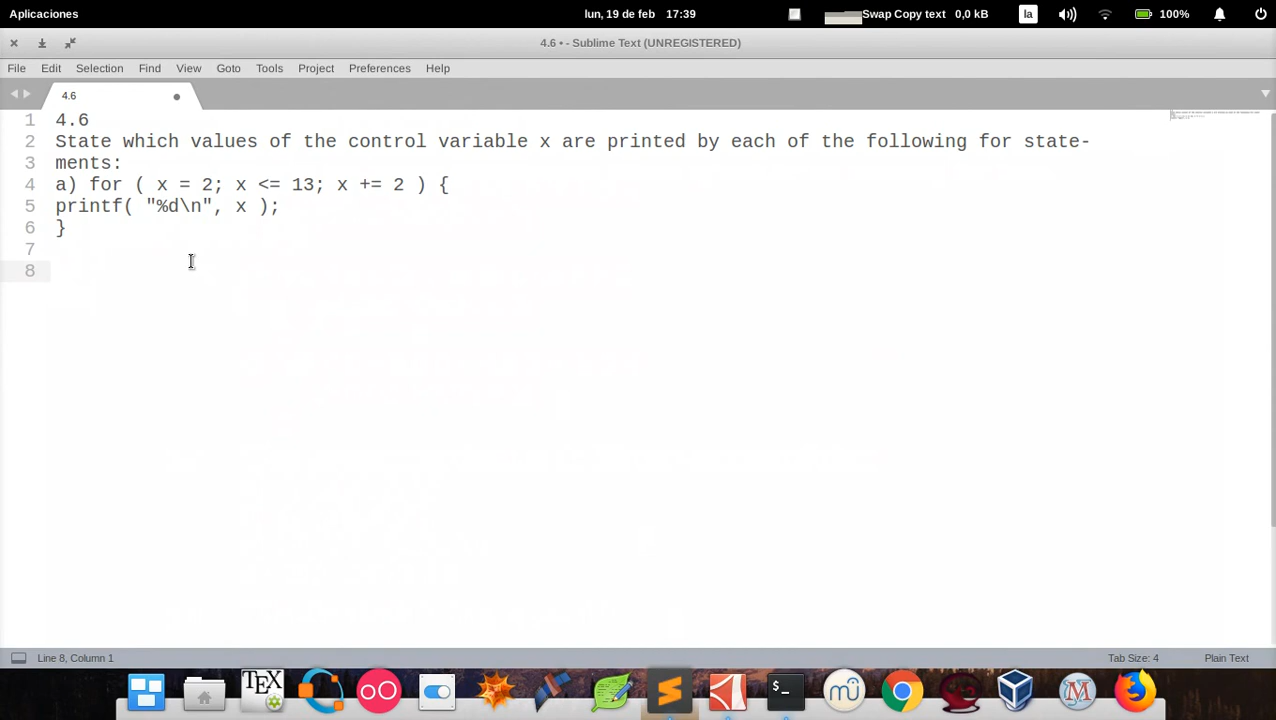 Aplicaciones lun, 19 de feb 17:39 Swap Copy text 0,0 kB la 100%
4.6 • - Sublime Text (UNREGISTERED)
File Edit Selection Find View Goto Tools Project Preferences Help
4.6
1 4.6
2 State which values of the control variable x are printed by each of the following for state-
3 ments:
4 a) for ( x = 2; x <= 13; x += 2 ) {
5 printf( "%d\n", x );
6 }
7
8
Line 8, Column 1 Tab Size: 4 Plain Text
TEX >_ mu M